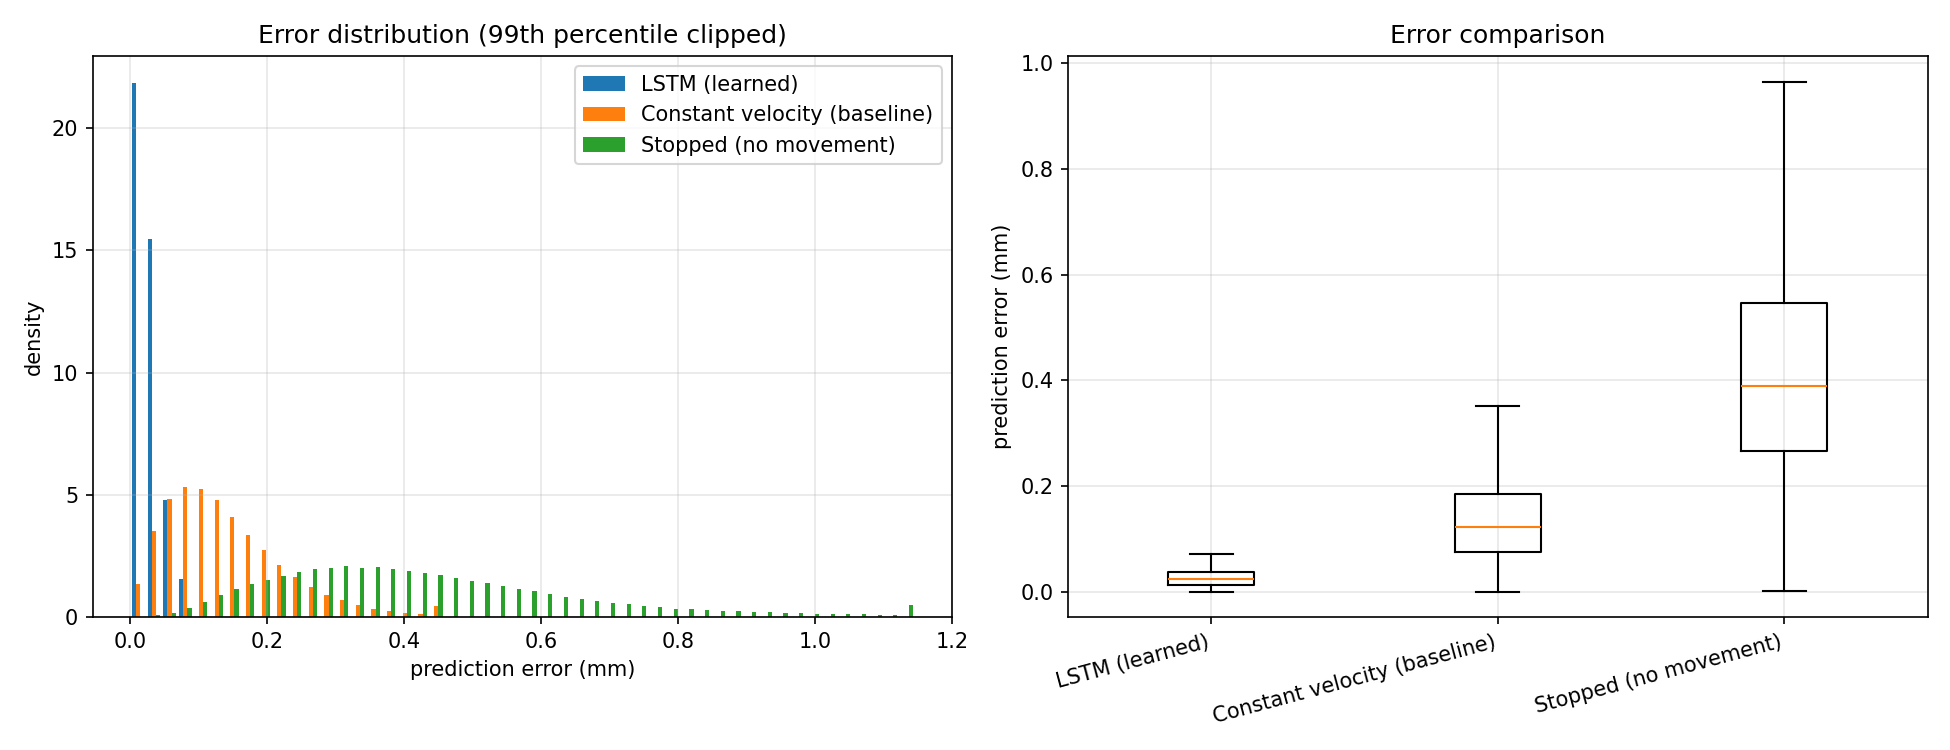 Error distribution (99th percentile clipped)
LSTM (learned)
Constant velocity (baseline)
Stopped (no movement)
density
20
15
10
5
0
0.0 0.2 0.4 0.6 0.8 1.0 1.2
prediction error (mm)
Error comparison
prediction error (mm)
1.0
0.8
0.6
0.4
0.2
0.0
LSTM (learned)
Constant velocity (baseline)
Stopped (no movement)